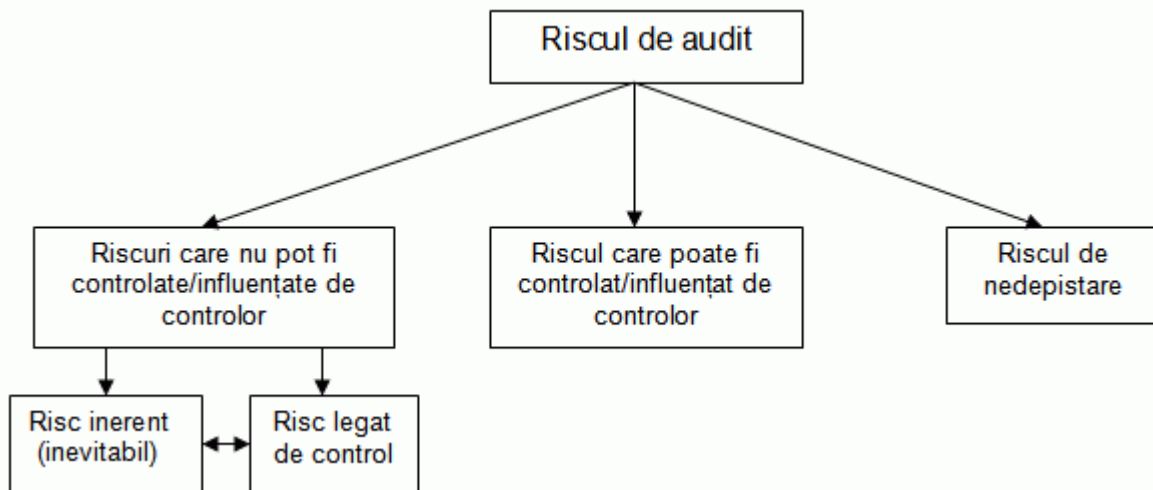 Riscul de audit
Riscuri care nu pot fi
controlate/influențate de
controlor
Riscul care poate fi
controlat/influențat de
controlor
Riscul de
nedepistare
Risc inerent
(inevitabil)
Risc legat
de control